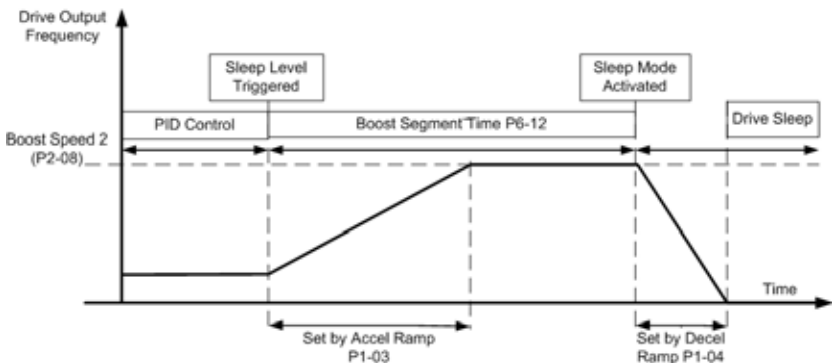 Drive Output
Frequency
Sleep Level
Triggered
Sleep Mode
Activated
PID Control
Boost Segment Time P6-12
Drive Sleep
Boost Speed 2
(P2-08)
Time
Set by Accel Ramp
P1-03
Set by Decel
Ramp P1-04